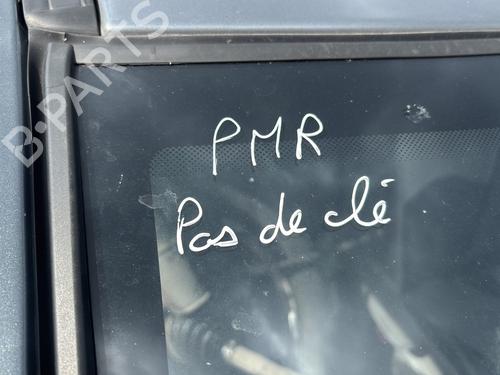 B-PARTS
PMR
Pas de clé